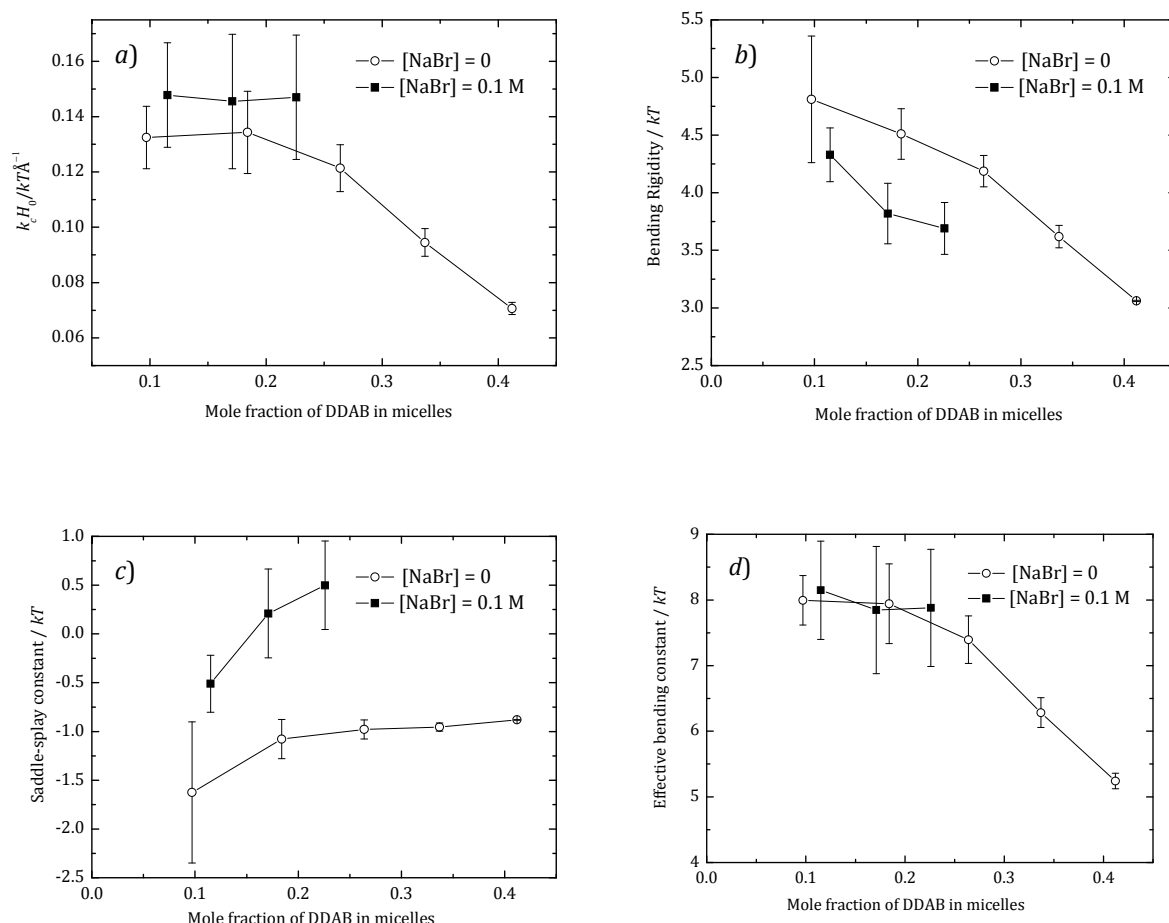 a)
[NaBr] = 0
[NaBr] = 0.1 M
0.16
0.14
0.12
0.10
0.08
0.06
k_cH_0/kTÅ⁻¹
0.1
0.2
0.3
0.4
Mole fraction of DDAB in micelles
b)
[NaBr] = 0
[NaBr] = 0.1 M
5.5
5.0
4.5
4.0
3.5
3.0
2.5
Bending Rigidity / kT
0.0
0.1
0.2
0.3
0.4
Mole fraction of DDAB in micelles
c)
[NaBr] = 0
[NaBr] = 0.1 M
1.0
0.5
0.0
-0.5
-1.0
-1.5
-2.0
-2.5
Saddle-splay constant / kT
0.0
0.1
0.2
0.3
0.4
Mole fraction of DDAB in micelles
d)
[NaBr] = 0
[NaBr] = 0.1 M
9
8
7
6
5
4
Effective bending constant / kT
0.0
0.1
0.2
0.3
0.4
Mole fraction of DDAB in micelles